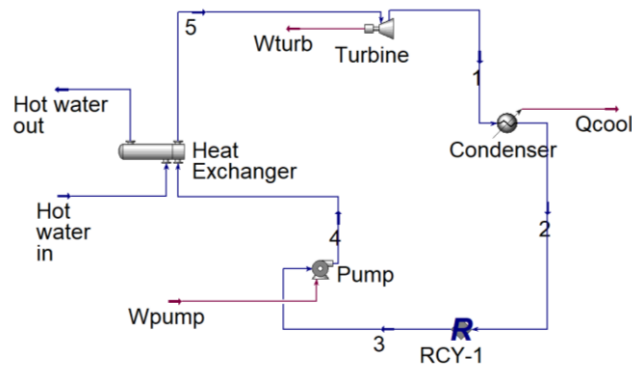 5
Wturb
Turbine
Hot water
out
1
Condenser
Qcool
Heat
Exchanger
Hot
water
in
4
2
Pump
Wpump
3
R
RCY-1